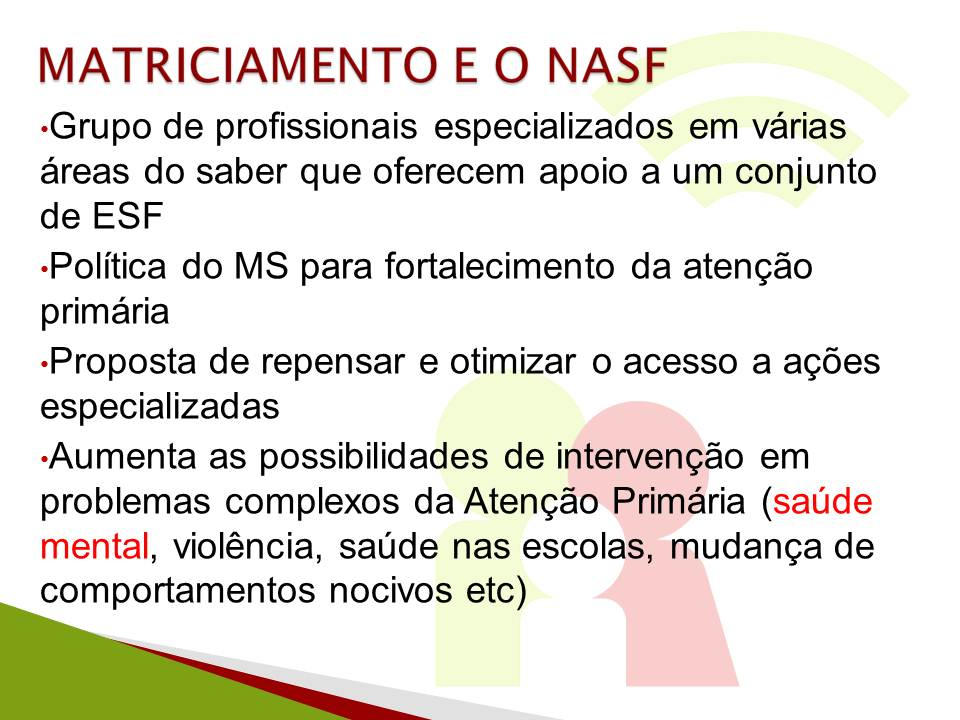 MATRICIAMENTO E O NASF
•Grupo de profissionais especializados em várias
áreas do saber que oferecem apoio a um conjunto
de ESF
•Política do MS para fortalecimento da atenção
primária
•Proposta de repensar e otimizar o acesso a ações
especializadas
•Aumenta as possibilidades de intervenção em
problemas complexos da Atenção Primária (saúde
mental, violência, saúde nas escolas, mudança de
comportamentos nocivos etc)